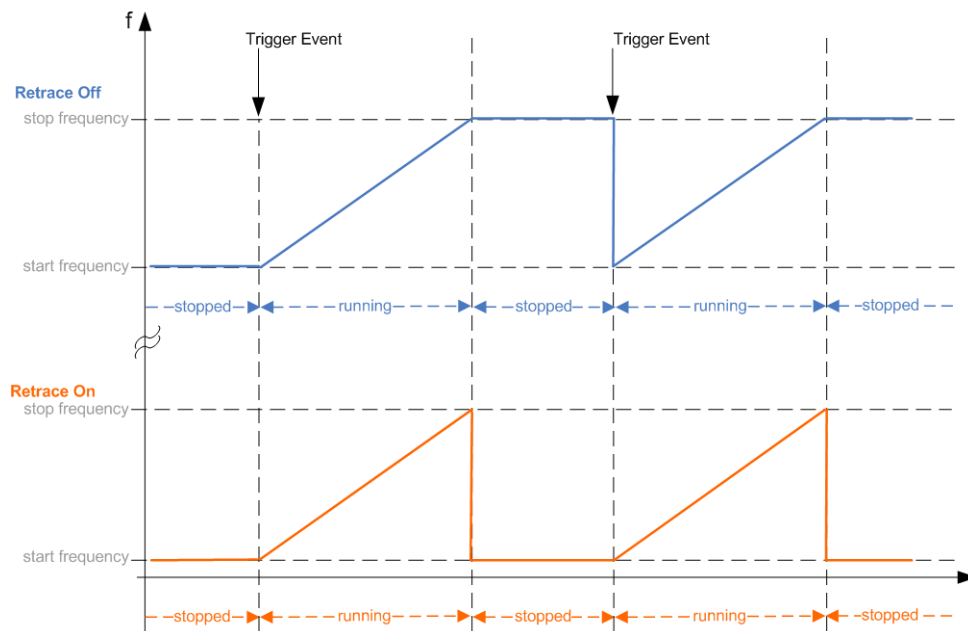 f
Trigger Event
Trigger Event
Retrace Off
stop frequency
start frequency
stopped
running
stopped
running
stopped
Retrace On
stop frequency
start frequency
stopped
running
stopped
running
stopped